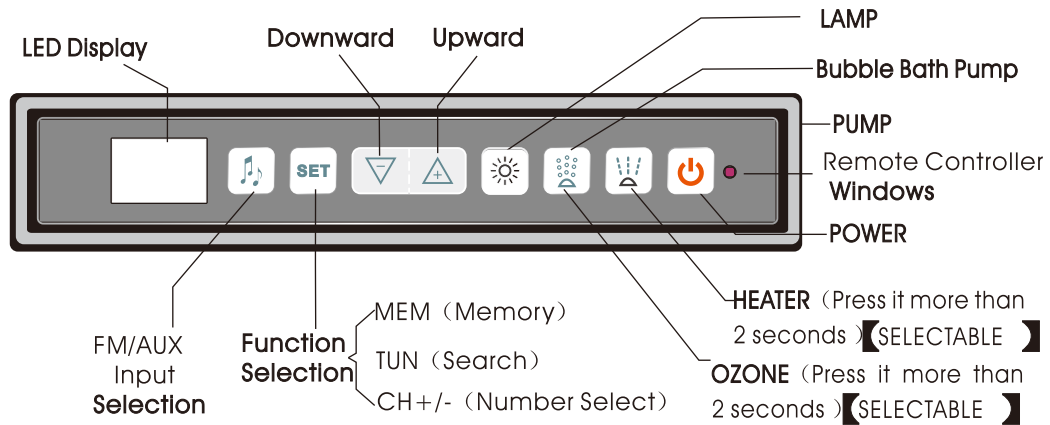 LAMP
LED Display
Downward
Upward
Bubble Bath Pump
PUMP
Remote Controller
Windows
SET
POWER
HEATER（Press it more than
2 seconds ）【SELECTABLE 】
OZONE（Press it more than
2 seconds ）【SELECTABLE 】
FM/AUX
Input
Selection
Function
Selection
MEM（Memory）
TUN（Search）
CH+/-（Number Select）